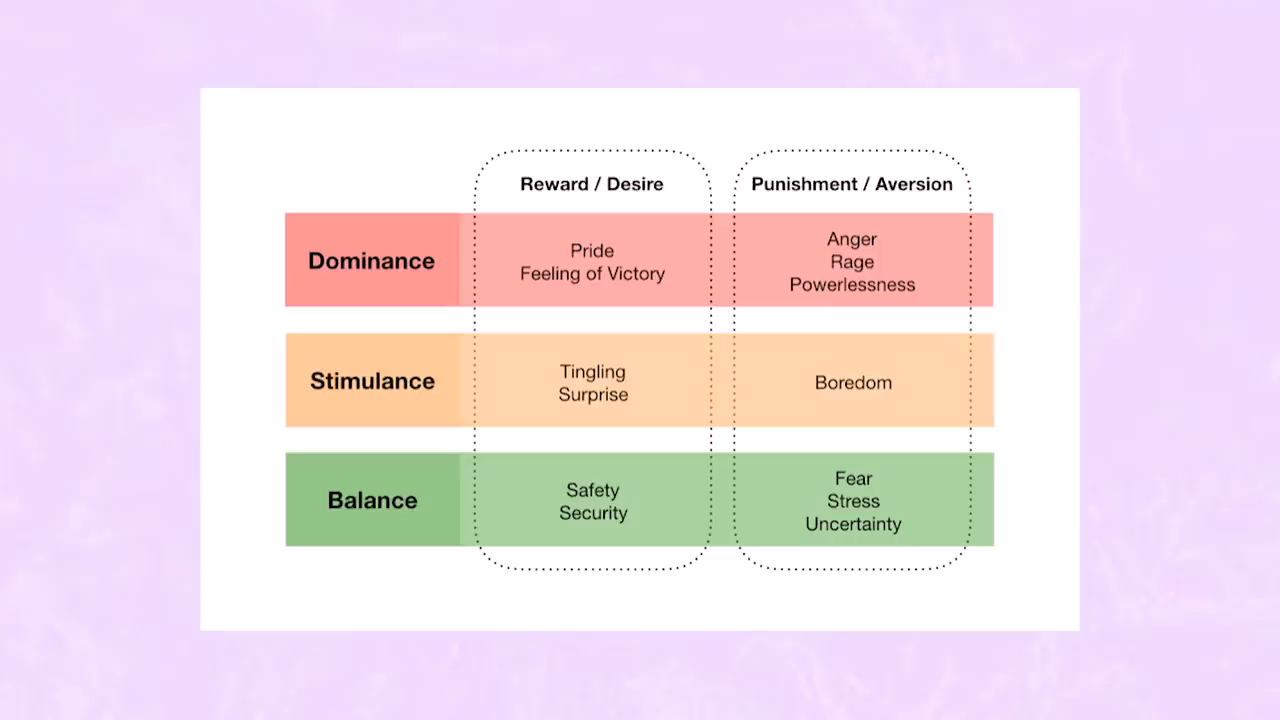 Reward / Desire
Punishment / Aversion
Dominance
Pride
Feeling of Victory
Anger
Rage
Powerlessness
Stimulance
Tingling
Surprise
Boredom
Balance
Safety
Security
Fear
Stress
Uncertainty